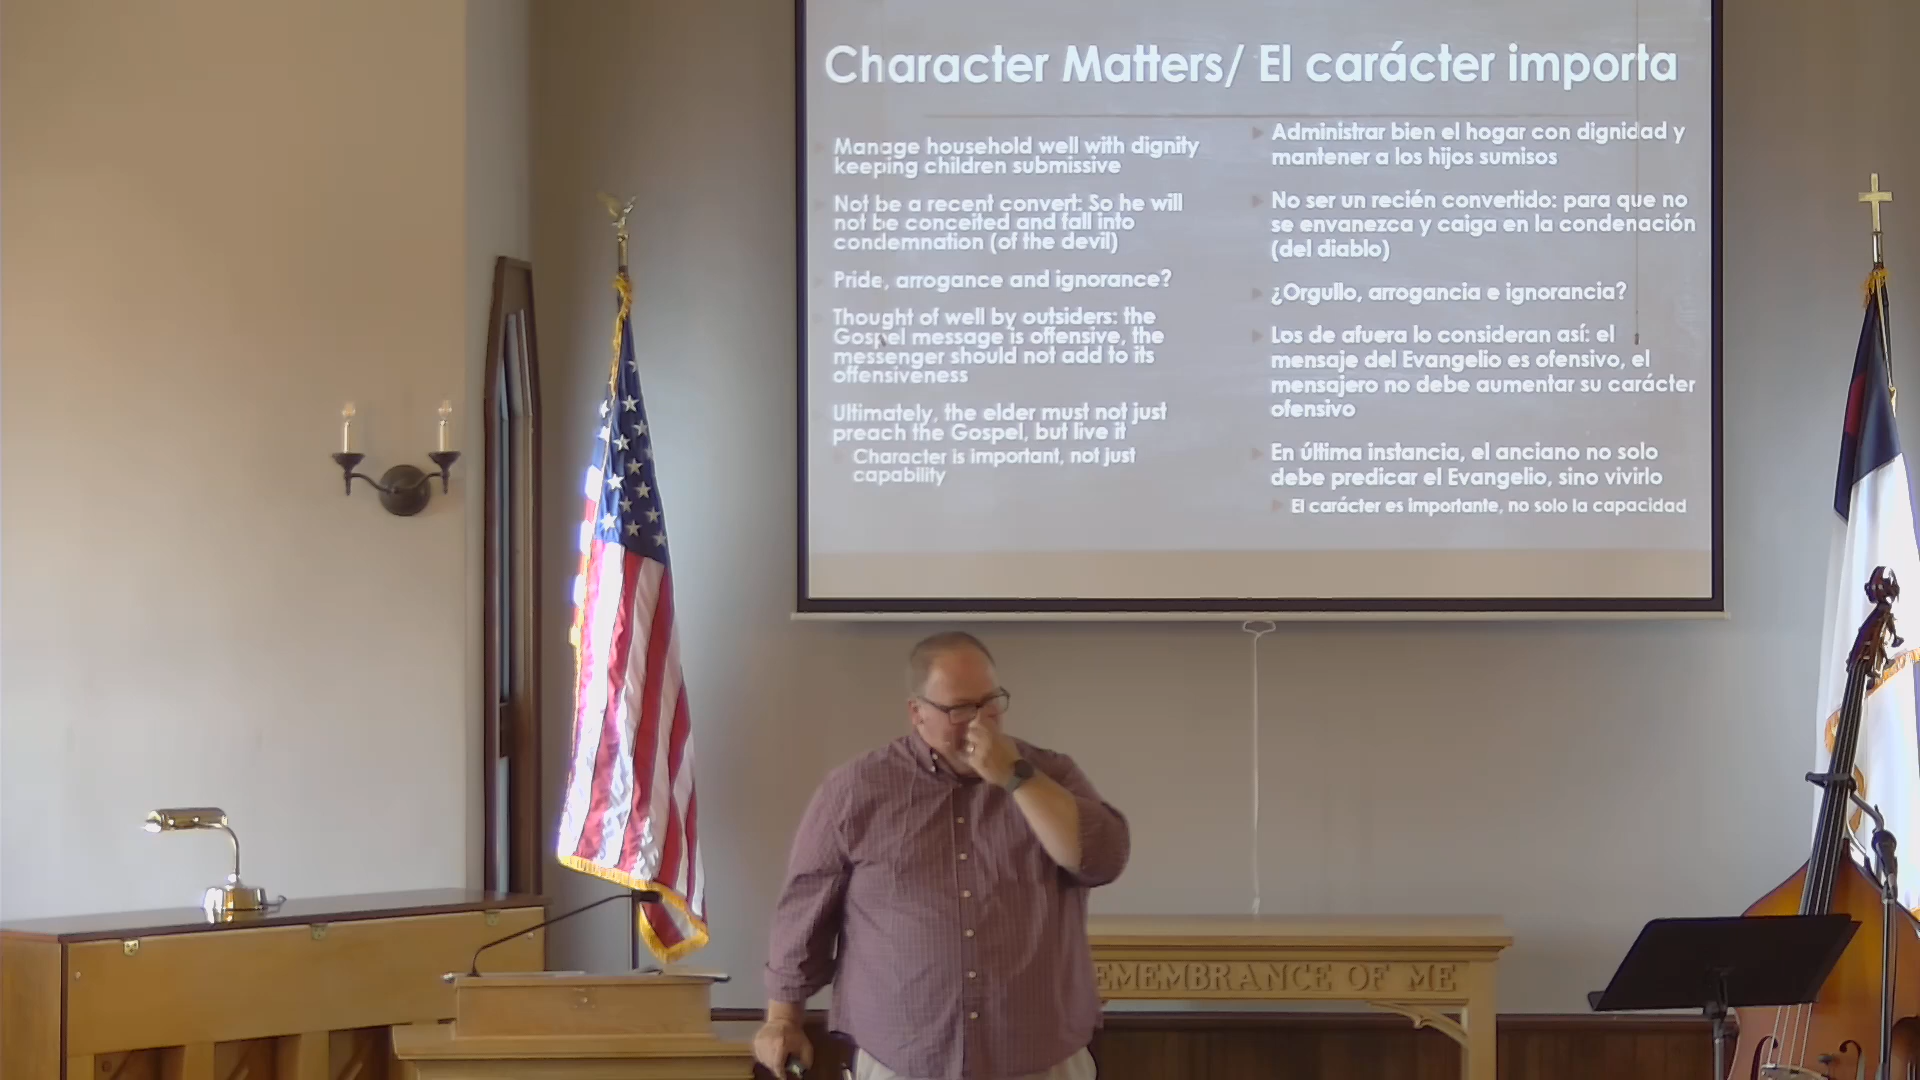 Character Matters/ El carácter importa
Manage household well with dignity
keeping children submissive
Not be a recent convert: So he will
not be conceited and fall into
condemnation (of the devil)
Pride, arrogance and ignorance?
Thought of well by outsiders: the
Gospel message is offensive, the
messenger should not add to its
offensiveness
Ultimately, the elder must not just
preach the Gospel, but live it
Character is important, not just
capability
Administrar bien el hogar con dignidad y
mantener a los hijos sumisos
No ser un recién convertido: para que no
se envanezca y caiga en la condenación
(del diablo)
¿Orgullo, arrogancia e ignorancia?
Los de afuera lo consideran así: el
mensaje del Evangelio es ofensivo, el
mensajero no debe aumentar su carácter
ofensivo
En última instancia, el anciano no solo
debe predicar el Evangelio, sino vivirlo
El carácter es importante, no solo la capacidad
EMEMBRANCE OF ME